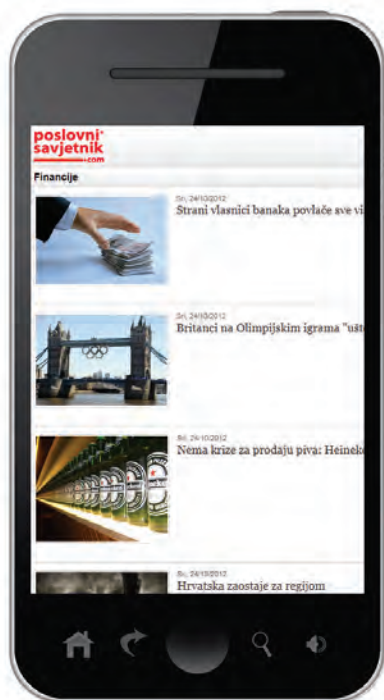 poslovni
savjetnik
.com
Financije
Sri, 24/10/2012
Strani vlasnici banaka povlače sve vi
Sri, 24/10/2012
Britanci na Olimpijskim igrama "ušt
Sri, 24/10/2012
Nema krize za prodaju piva: Heineke
Sri, 24/10/2012
Hrvatska zaostaje za regijom